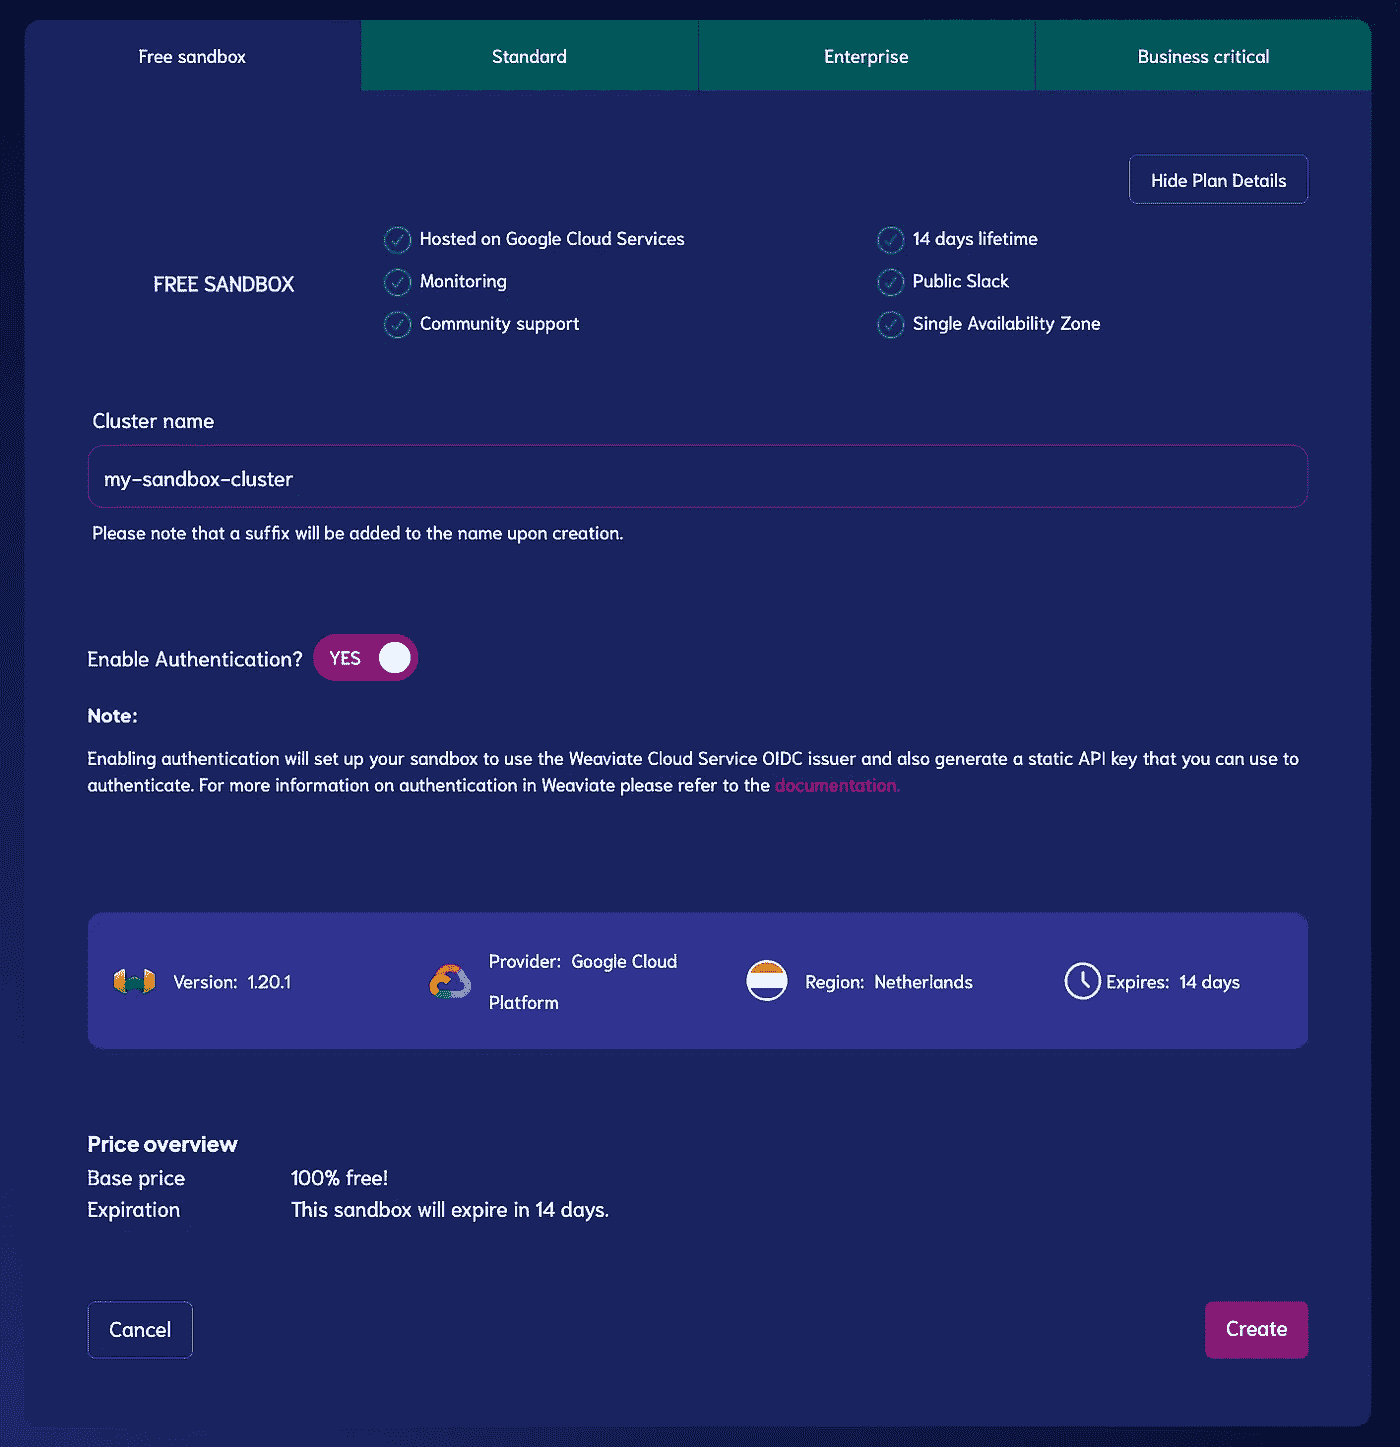 Free sandbox
Standard
Enterprise
Business critical
Hide Plan Details
FREE SANDBOX
Hosted on Google Cloud Services
14 days lifetime
Monitoring
Public Slack
Community support
Single Availability Zone
Cluster name
my-sandbox-cluster
Please note that a suffix will be added to the name upon creation.
Enable Authentication? YES
Note:
Enabling authentication will set up your sandbox to use the Weaviate Cloud Service OIDC issuer and also generate a static API key that you can use to
authenticate. For more information on authentication in Weaviate please refer to the documentation.
Version: 1.20.1
Provider: Google Cloud
Platform
Region: Netherlands
Expires: 14 days
Price overview
Base price 100% free!
Expiration This sandbox will expire in 14 days.
Cancel
Create